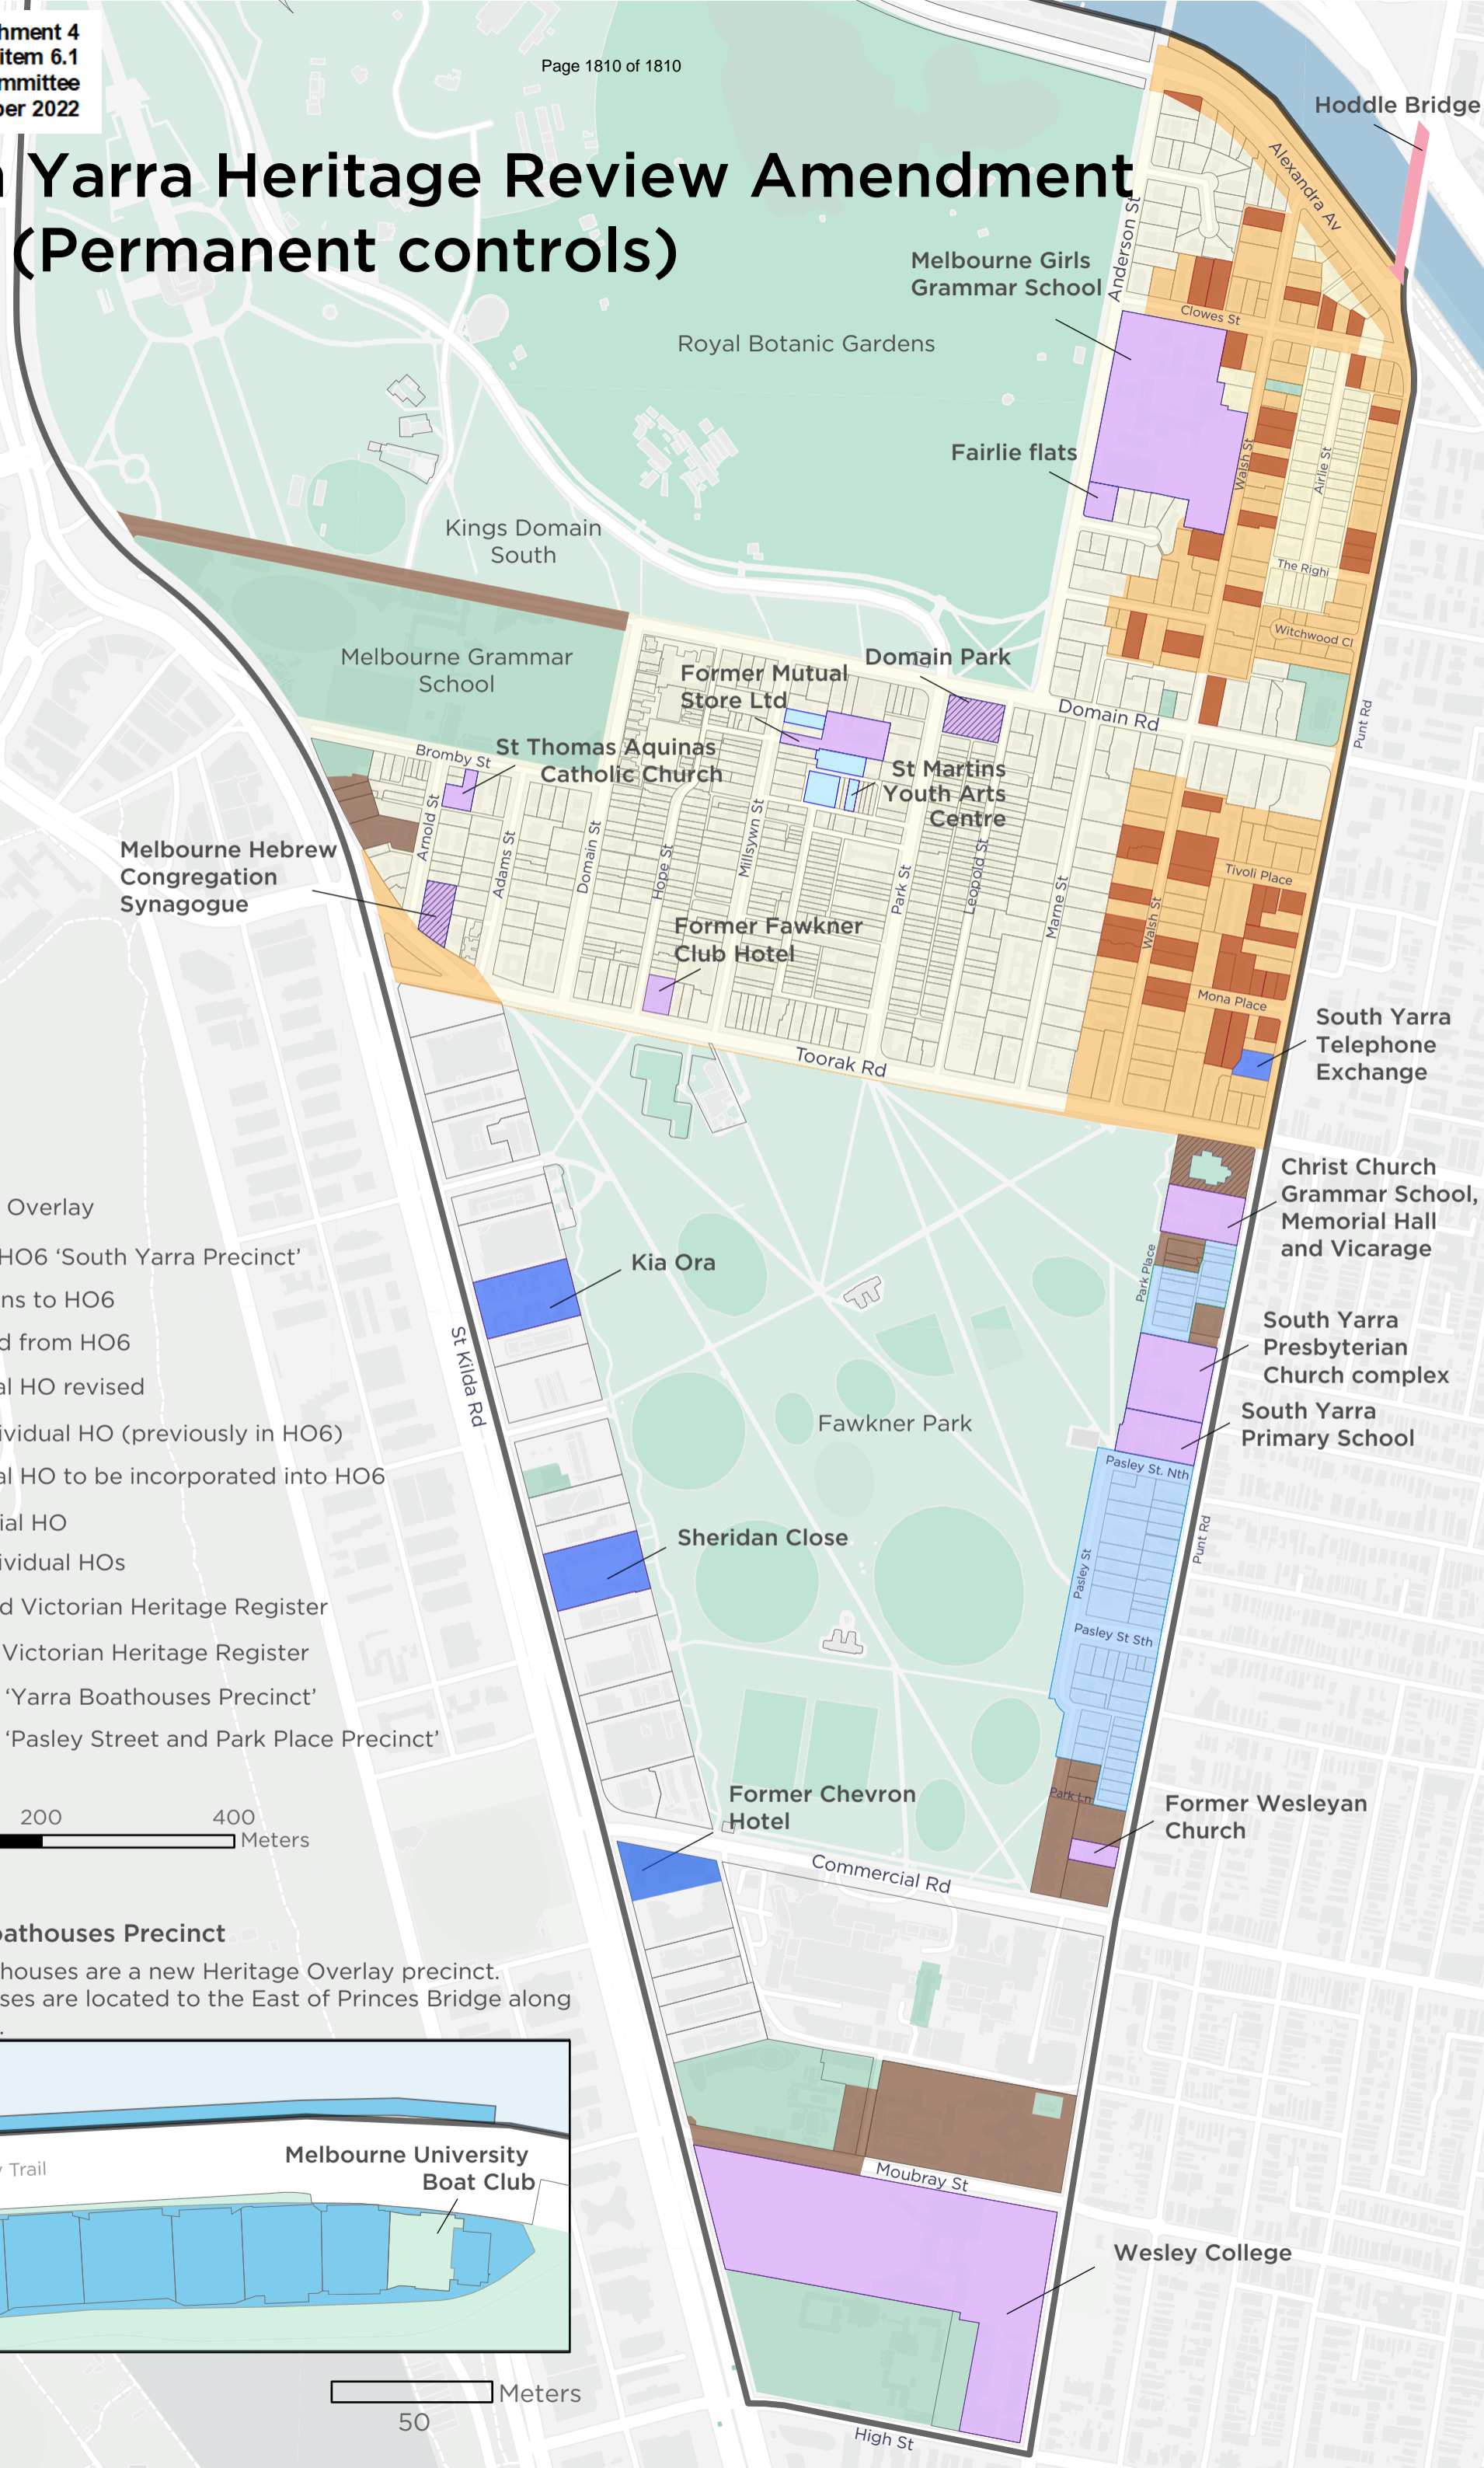 hment 4
item 6.1
mmittee
ber 2022
Page 1810 of 1810
Yarra Heritage Review Amendment
(Permanent controls)
Hoddle Bridge
Alexandra Av
Anderson St
Melbourne Girls
Grammar School
Clowes St
Royal Botanic Gardens
Fairlie flats
Walsh St
Airlie St
Kings Domain
South
The Righi
Witchwood Cl
Melbourne Grammar
School
Domain Park
Former Mutual
Store Ltd
Domain Rd
Punt Rd
Bromby St
St Thomas Aquinas
Catholic Church
St Martins
Youth Arts
Centre
Arnold St
Adams St
Domain St
Hope St
Millswyn St
Park St
Leopold St
Marne St
Walsh St
Tivoli Place
Melbourne Hebrew
Congregation
Synagogue
Former Fawkner
Club Hotel
Mona Place
South Yarra
Telephone
Exchange
Toorak Rd
Christ Church
Grammar School,
Memorial Hall
and Vicarage
Overlay
HO6 ‘South Yarra Precinct’
ns to HO6
d from HO6
al HO revised
ividual HO (previously in HO6)
al HO to be incorporated into HO6
ial HO
ividual HOs
d Victorian Heritage Register
Victorian Heritage Register
‘Yarra Boathouses Precinct’
‘Pasley Street and Park Place Precinct’
Kia Ora
Park Place
St Kilda Rd
South Yarra
Presbyterian
Church complex
Fawkner Park
South Yarra
Primary School
Pasley St. Nth
Sheridan Close
Punt Rd
Pasley St
Pasley St Sth
200
400
Meters
Former Chevron
Hotel
Park Ln
Former Wesleyan
Church
Commercial Rd
oathouses Precinct
houses are a new Heritage Overlay precinct.
ses are located to the East of Princes Bridge along
.
Trail
Melbourne University
Boat Club
Moubray St
Wesley College
Meters
50
High St